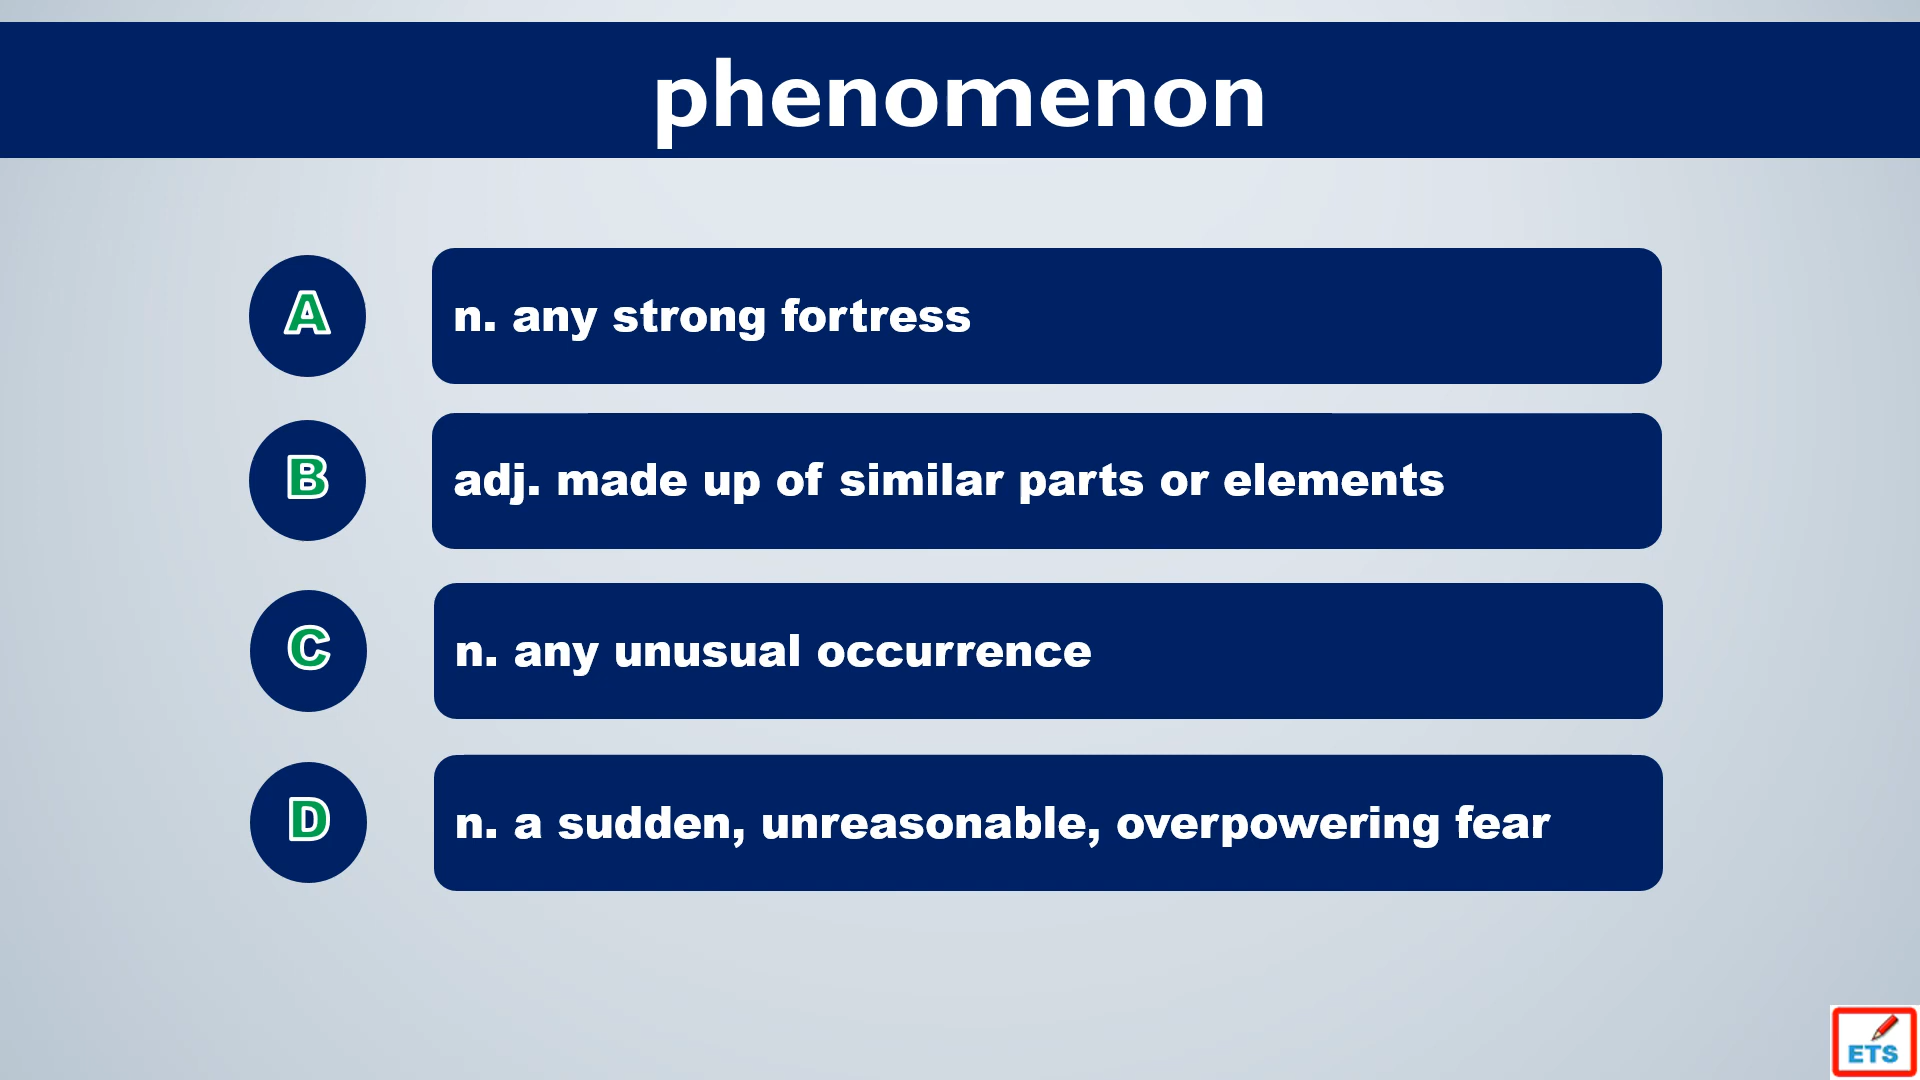 phenomenon
A
n. any strong fortress
B
adj. made up of similar parts or elements
C
n. any unusual occurrence
D
n. a sudden, unreasonable, overpowering fear
ETS